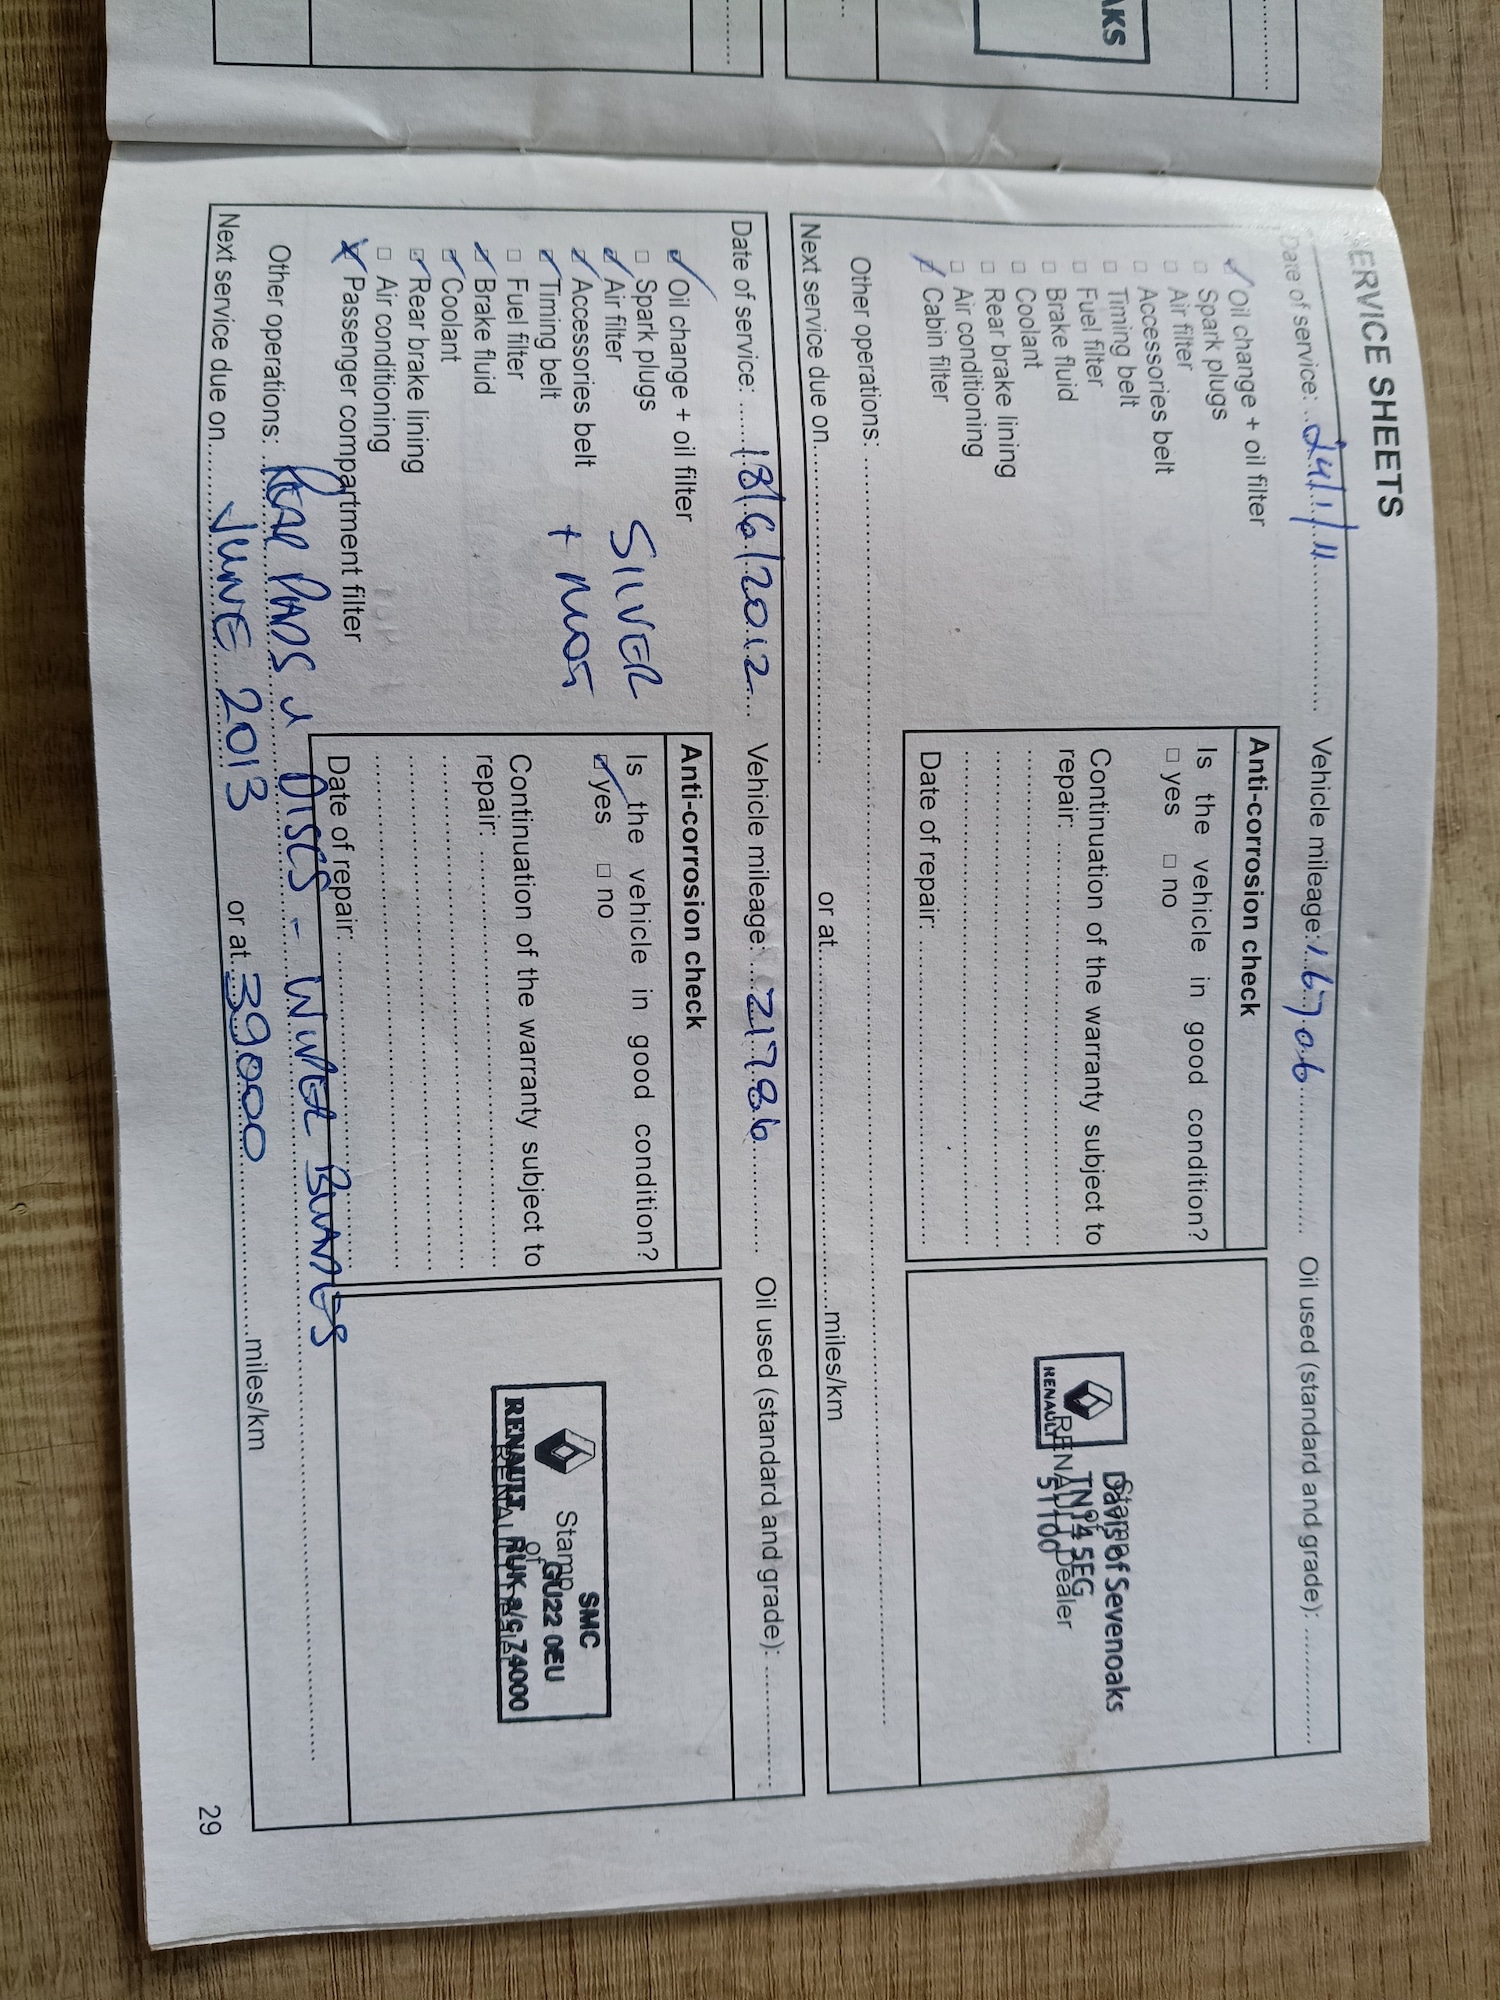 AKS
SERVICE SHEETS
Date of service: 24/1/11 Vehicle mileage: 16706 Oil used (standard and grade):
Oil change + oil filter
Spark plugs
Air filter
Accessories belt
Timing belt
Fuel filter
Brake fluid
Coolant
Rear brake lining
Air conditioning
Cabin filter
Anti-corrosion check
Is the vehicle in good condition?
yes no
Continuation of the warranty subject to
repair:
Date of repair:
RENAULT
Davis of Sevenoaks
TN14 5EG
51100
Stamp
of
RENAULT Dealer
Other operations:
Next service due on or at miles/km
Date of service: 18/6/2012 Vehicle mileage: 21786 Oil used (standard and grade):
Oil change + oil filter
Spark plugs
Air filter
Accessories belt
Timing belt
Fuel filter
Brake fluid
Coolant
Rear brake lining
Air conditioning
Passenger compartment filter
SILVER
+ MOT
Anti-corrosion check
Is the vehicle in good condition?
yes no
Continuation of the warranty subject to
repair:
Date of repair:
SMC
GU22 0EU
RENAULT RUK a/c 74000
Stamp
of
Other operations: REAR PADS & DISCS - WIPER BLADES
Next service due on JUNE 2013 or at 39000 miles/km
29